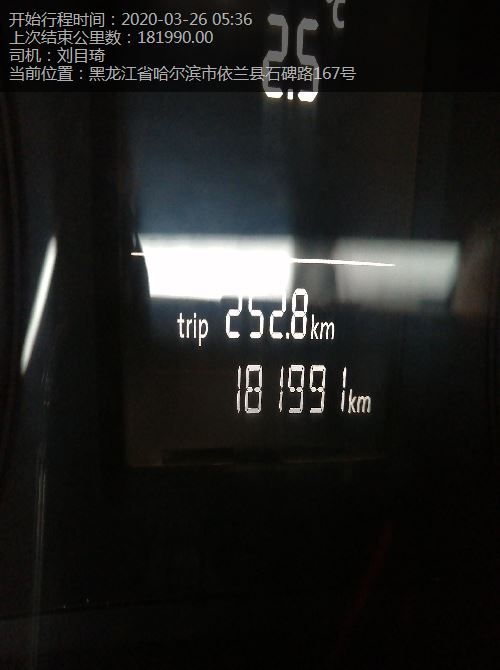 开始行程时间：2020-03-26 05:36
上次结束公里数：181990.00
司机：刘目琦
当前位置：黑龙江省哈尔滨市依兰县石碑路167号
2.5
℃
trip 252.8km
181991km